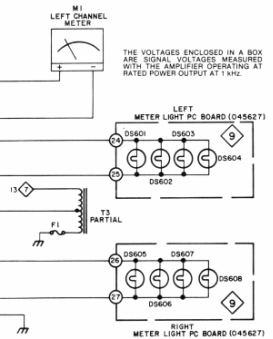 M1
LEFT CHANNEL
METER
+
THE VOLTAGES ENCLOSED IN A BOX
ARE SIGNAL VOLTAGES MEASURED
WITH THE AMPLIFIER OPERATING AT
RATED POWER OUTPUT AT 1 kHz.
LEFT
METER LIGHT PC BOARD (045627)
24
DS601
DS603
9
DS604
25
DS602
13
7
T3
PARTIAL
F1
26
DS605
DS607
DS608
27
DS606
9
RIGHT
METER LIGHT PC BOARD (045627)